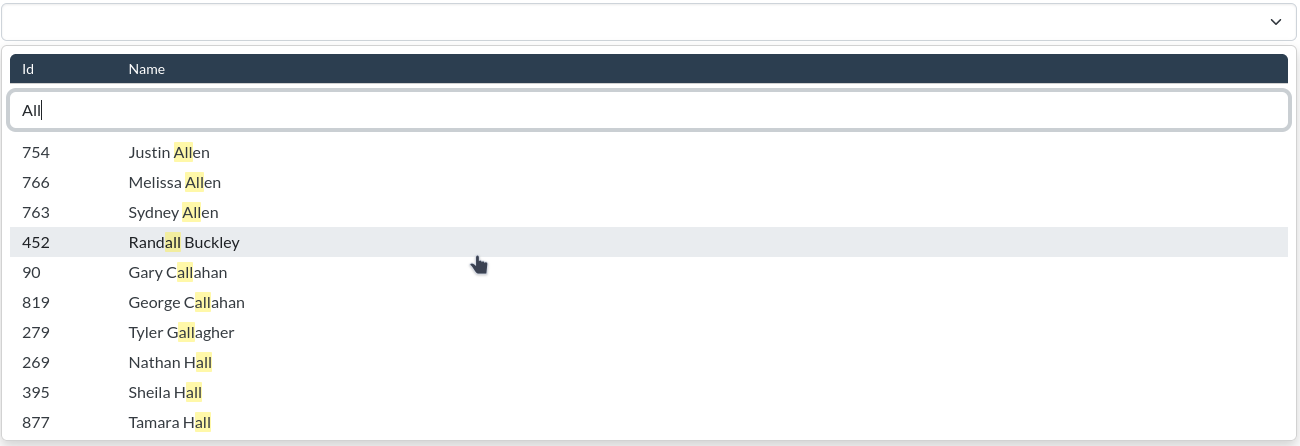 Id Name
All
754 Justin Allen
766 Melissa Allen
763 Sydney Allen
452 Randall Buckley
90 Gary Callahan
819 George Callahan
279 Tyler Gallagher
269 Nathan Hall
395 Sheila Hall
877 Tamara Hall